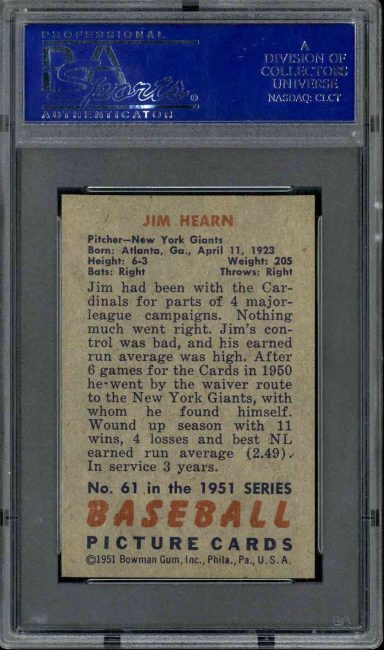 PROFESSIONAL
PSA
Sports
AUTHENTICATOR
A
DIVISION OF
COLLECTORS
UNIVERSE
NASDAQ: CLCT
JIM HEARN
Pitcher—New York Giants
Born: Atlanta, Ga., April 11, 1923
Height: 6-3 Weight: 205
Bats: Right Throws: Right
Jim had been with the Car-
dinals for parts of 4 major-
league campaigns. Nothing
much went right. Jim's con-
trol was bad, and his earned
run average was high. After
6 games for the Cards in 1950
he went by the waiver route
to the New York Giants, with
whom he found himself.
Wound up season with 11
wins, 4 losses and best NL
earned run average (2.49).
In service 3 years.
No. 61 in the 1951 SERIES
BASEBALL
PICTURE CARDS
©1951 Bowman Gum, Inc., Phila., Pa., U.S.A.